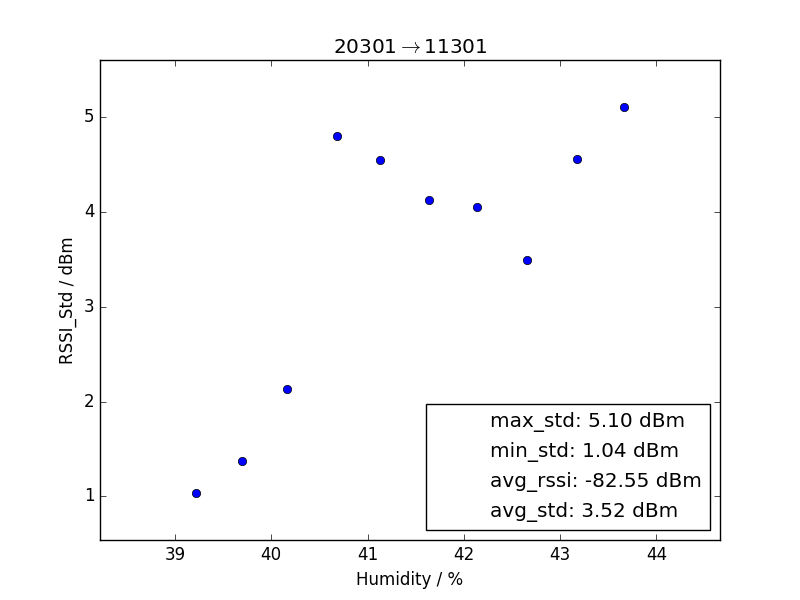 20301→11301
5
4
3
2
1
RSSI_Std / dBm
max_std: 5.10 dBm
min_std: 1.04 dBm
avg_rssi: -82.55 dBm
avg_std: 3.52 dBm
39 40 41 42 43 44
Humidity / %